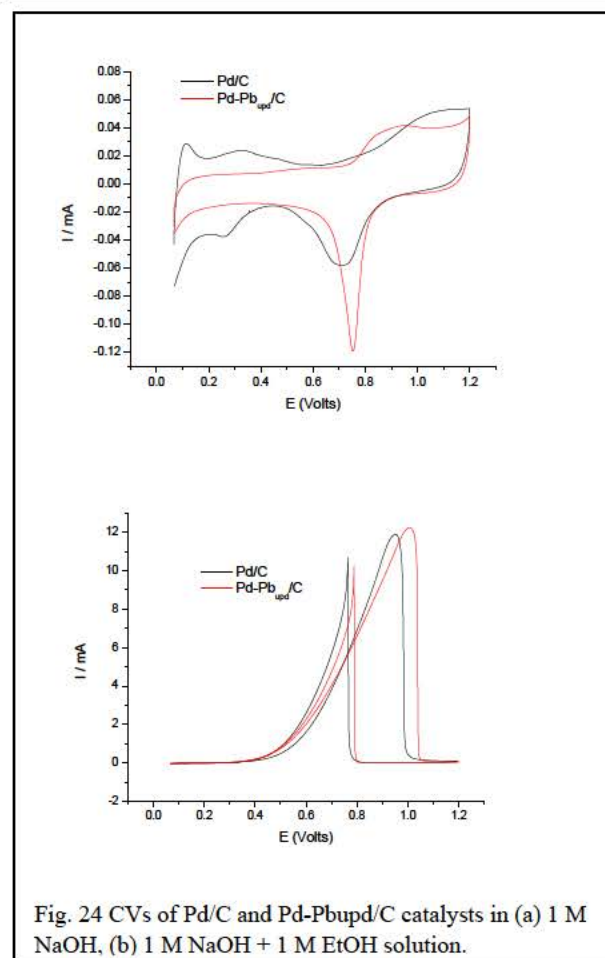 0.08
0.06
0.04
0.02
0.00
-0.02
-0.04
-0.06
-0.08
-0.10
-0.12
I / mA
Pd/C
Pd-Pbupd/C
0.0 0.2 0.4 0.6 0.8 1.0 1.2
E (Volts)
12
10
8
6
4
2
0
-2
I / mA
Pd/C
Pd-Pbupd/C
0.0 0.2 0.4 0.6 0.8 1.0 1.2
E (Volts)
Fig. 24 CVs of Pd/C and Pd-Pbupd/C catalysts in (a) 1 M
NaOH, (b) 1 M NaOH + 1 M EtOH solution.